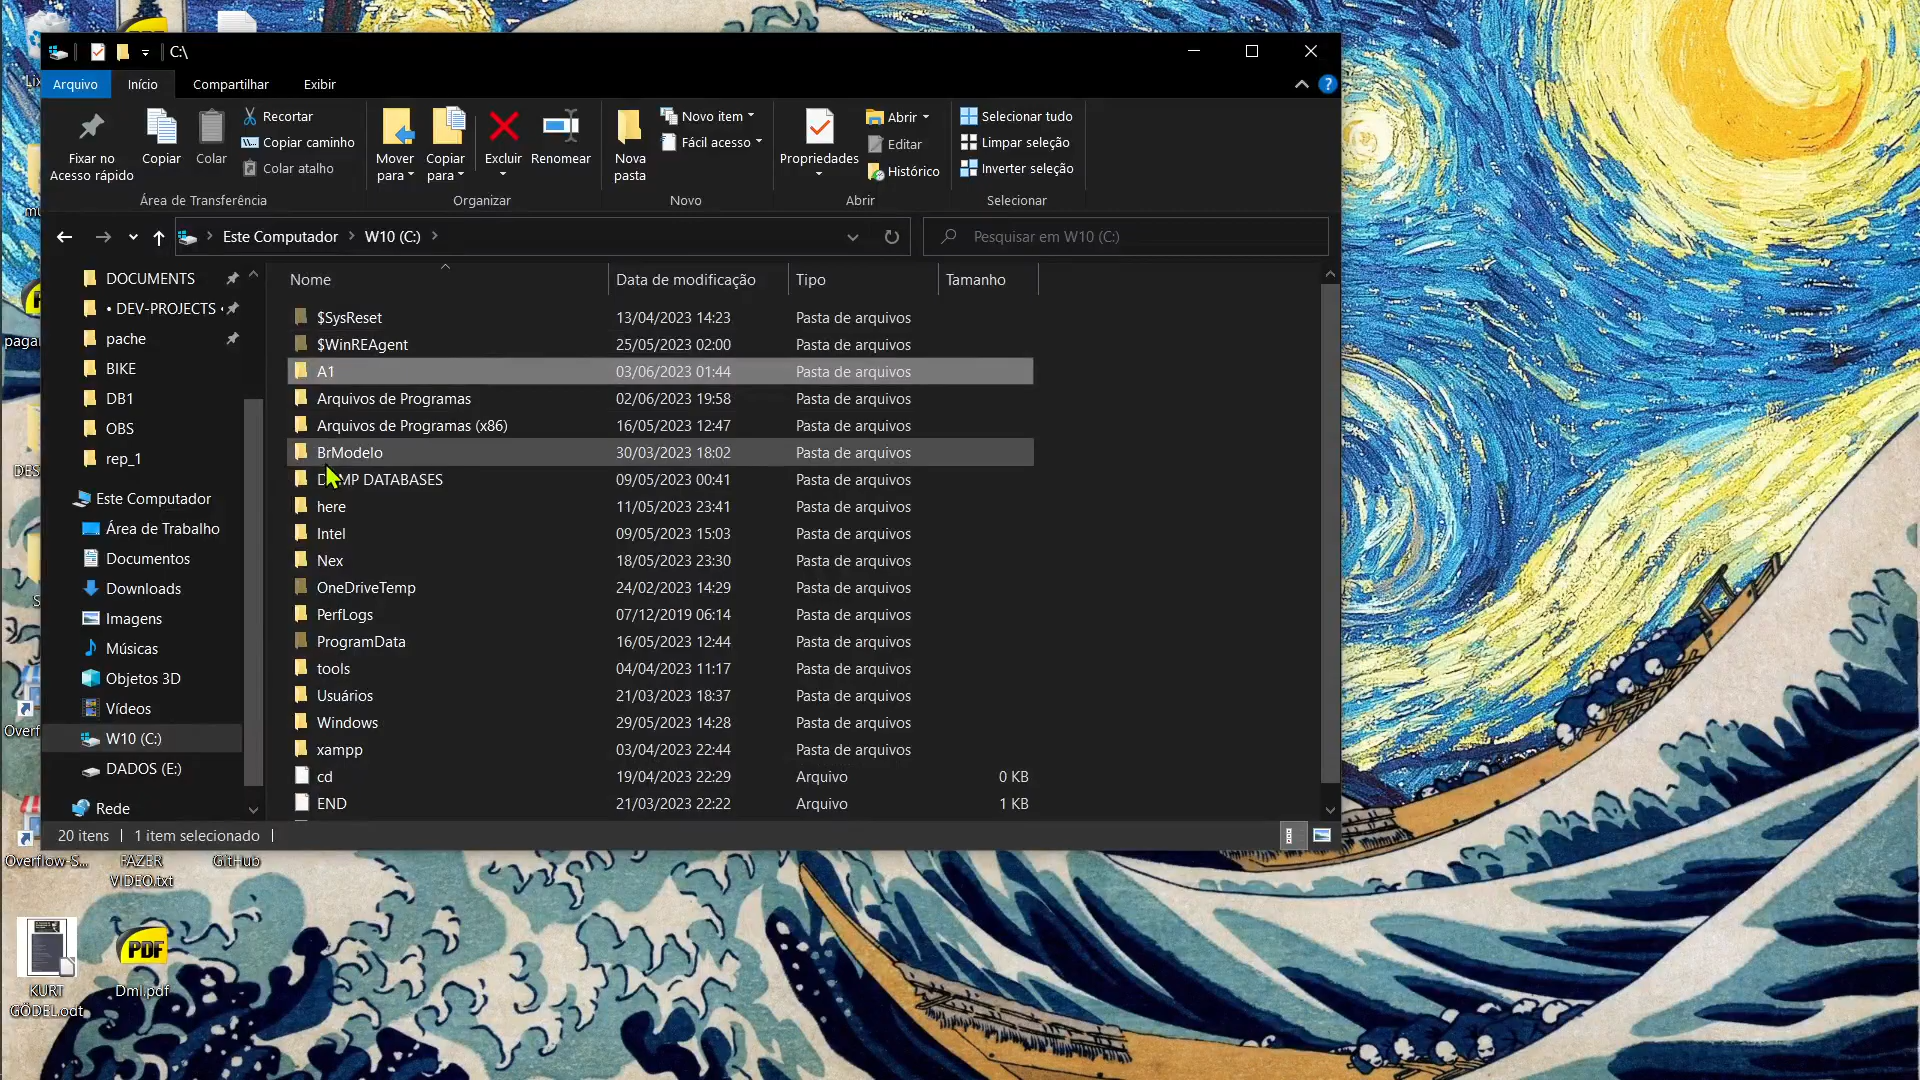 C:\
Arquivo
Início
Compartilhar
Exibir
Fixar no
Acesso rápido
Copiar
Colar
Recortar
Copiar caminho
Colar atalho
Mover
para
Copiar
para
Excluir
Renomear
Nova
pasta
Novo item
Fácil acesso
Propriedades
Abrir
Editar
Histórico
Selecionar tudo
Limpar seleção
Inverter seleção
Área de Transferência
Organizar
Novo
Abrir
Selecionar
Este Computador
W10 (C:)
Pesquisar em W10 (C:)
DOCUMENTS
• DEV-PROJECTS
pache
BIKE
DB1
OBS
rep_1
Este Computador
Área de Trabalho
Documentos
Downloads
Imagens
Músicas
Objetos 3D
Vídeos
W10 (C:)
DADOS (E:)
Rede
Nome Data de modificação Tipo Tamanho
$SysReset 13/04/2023 14:23 Pasta de arquivos
$WinREAgent 25/05/2023 02:00 Pasta de arquivos
A1 03/06/2023 01:44 Pasta de arquivos
Arquivos de Programas 02/06/2023 19:58 Pasta de arquivos
Arquivos de Programas (x86) 16/05/2023 12:47 Pasta de arquivos
BrModelo 30/03/2023 18:02 Pasta de arquivos
DATABASES 09/05/2023 00:41 Pasta de arquivos
here 11/05/2023 23:41 Pasta de arquivos
Intel 09/05/2023 15:03 Pasta de arquivos
Nex 18/05/2023 23:30 Pasta de arquivos
OneDriveTemp 24/02/2023 14:29 Pasta de arquivos
PerfLogs 07/12/2019 06:14 Pasta de arquivos
ProgramData 16/05/2023 12:44 Pasta de arquivos
tools 04/04/2023 11:17 Pasta de arquivos
Usuários 21/03/2023 18:37 Pasta de arquivos
Windows 29/05/2023 14:28 Pasta de arquivos
xampp 03/04/2023 22:44 Pasta de arquivos
cd 19/04/2023 22:29 Arquivo 0 KB
END 21/03/2023 22:22 Arquivo 1 KB
20 itens
1 item selecionado
Overflow-S...
FAZER
VIDEO.txt
GitHub
KURT
GÖDEL.odt
PDF
Dml.pdf